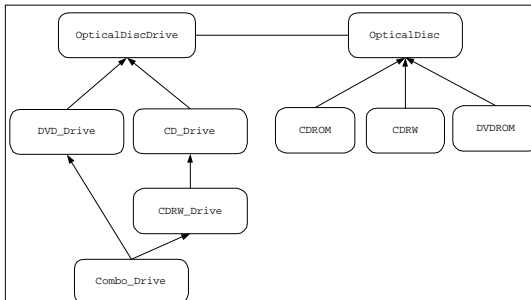 OpticalDiscDrive
OpticalDisc
DVD_Drive
CD_Drive
CDROM
CDRW
DVDROM
CDRW_Drive
Combo_Drive